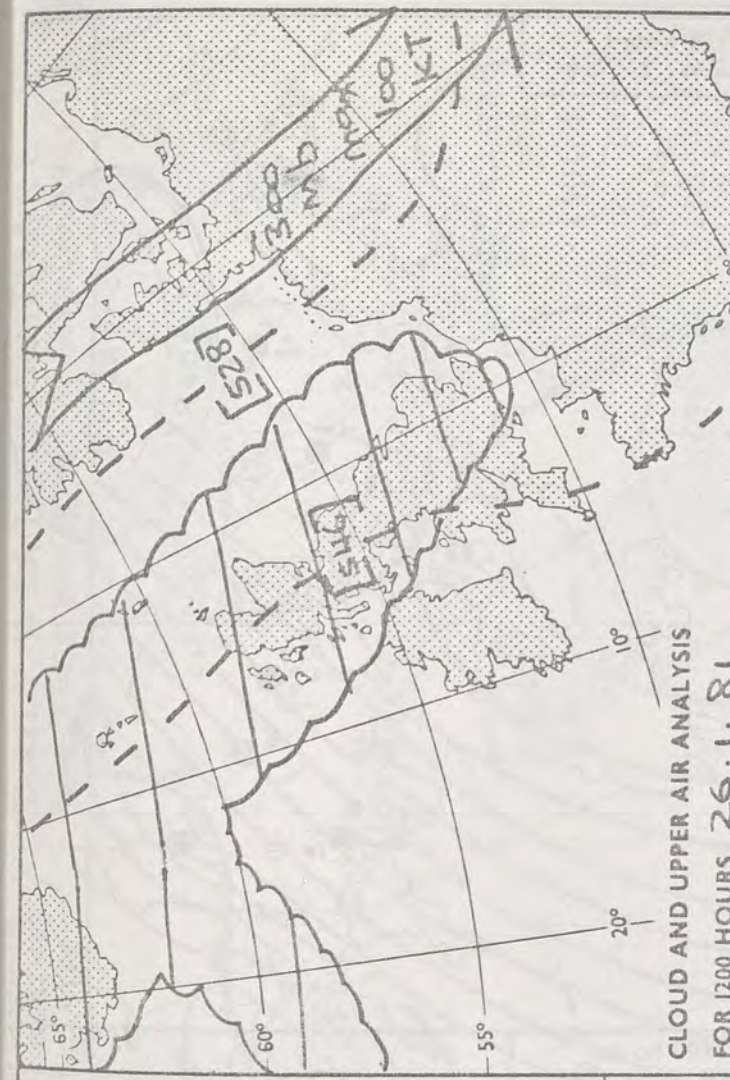 300
mb
max
100
KT
[528]
[546]
65°
60°
55°
20°
10°
CLOUD AND UPPER AIR ANALYSIS
FOR 1200 HOURS 26.1.81